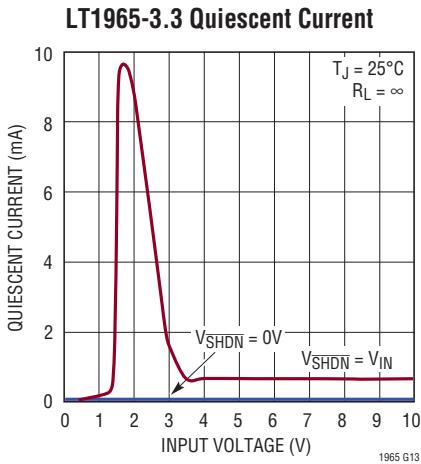 LT1965-3.3 Quiescent Current
TJ = 25°C
RL = ∞
QUIESCENT CURRENT (mA)
10
8
6
4
2
0
VSHDN = 0V
VSHDN = VIN
0 1 2 3 4 5 6 7 8 9 10
INPUT VOLTAGE (V)
1965 G13